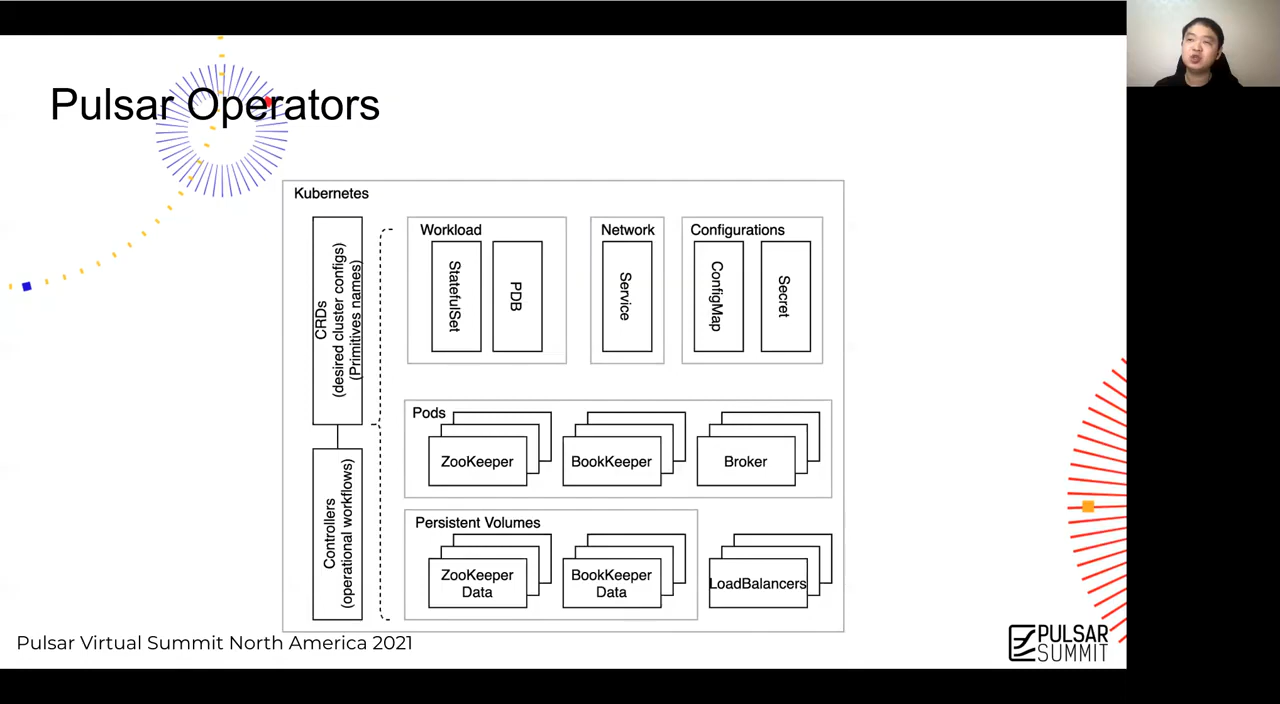 Pulsar Operators
Kubernetes
CRDs
(desired cluster configs)
(Primitives names)
Controllers
(operational workflows)
Workload
StatefulSet
PDB
Network
Service
Configurations
ConfigMap
Secret
Pods
ZooKeeper
BookKeeper
Broker
Persistent Volumes
ZooKeeper
Data
BookKeeper
Data
LoadBalancers
Pulsar Virtual Summit North America 2021
PULSAR
SUMMIT